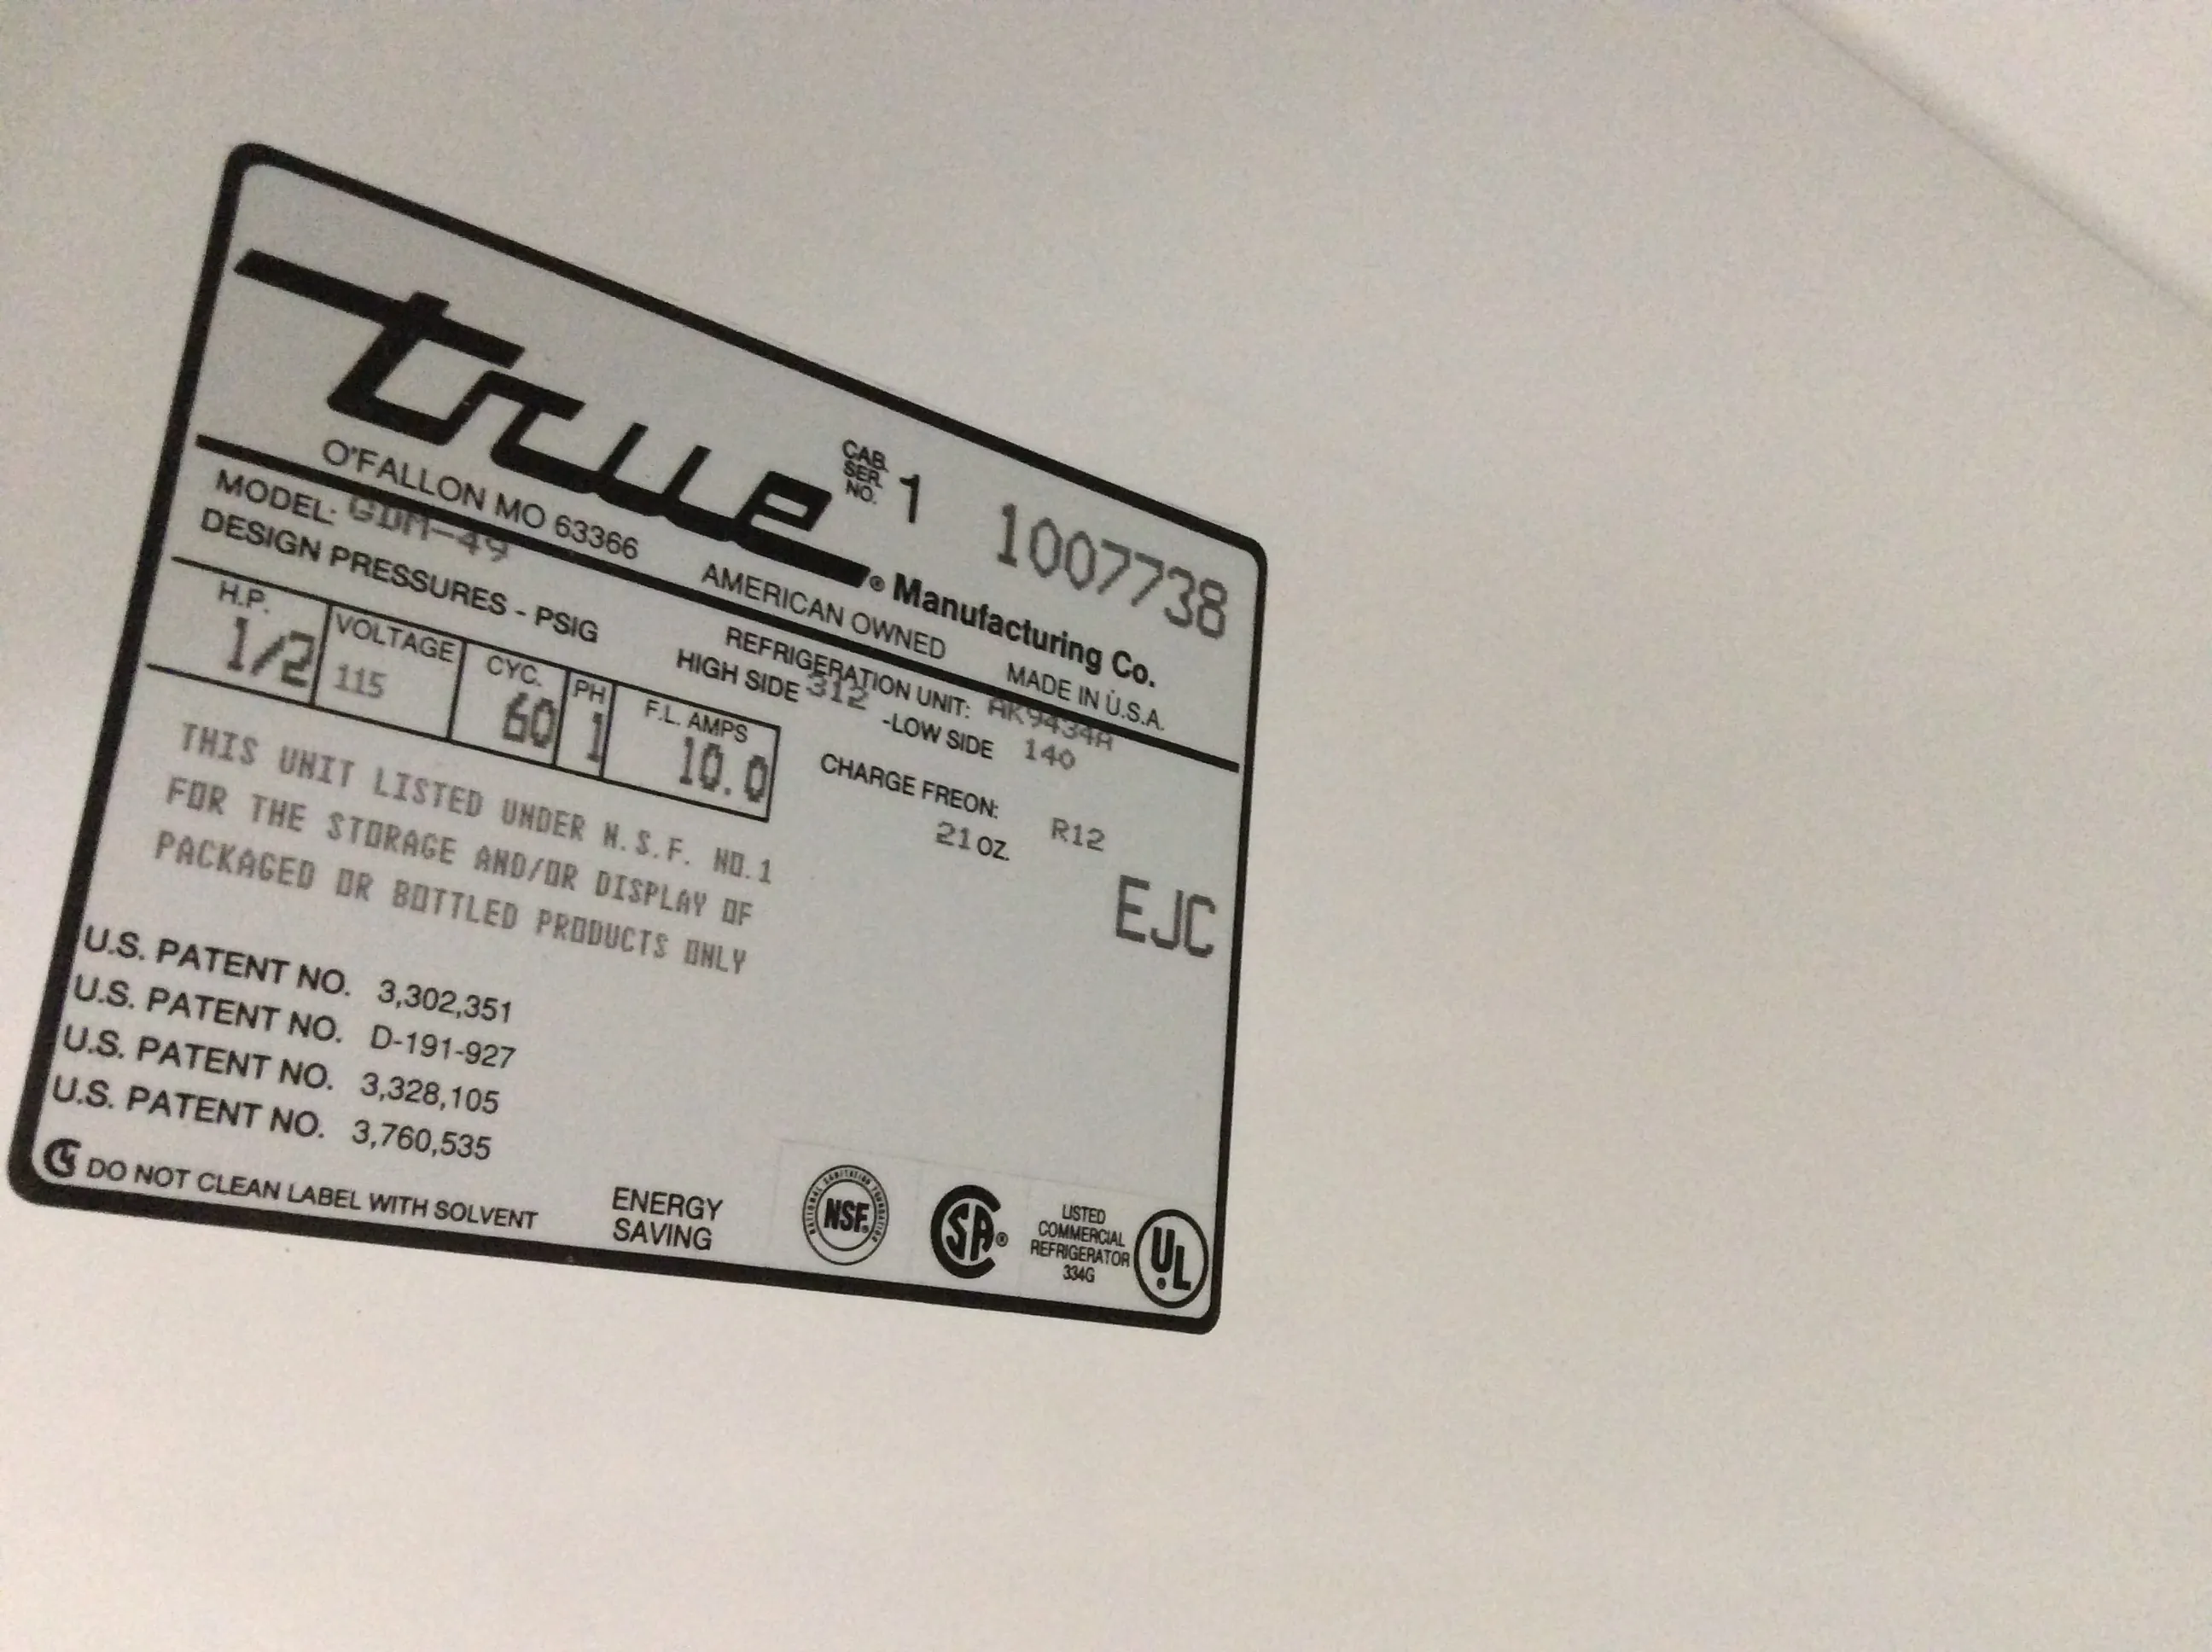 CAB. SER. NO. 1 1007738
true® Manufacturing Co.
O'FALLON MO 63366 AMERICAN OWNED MADE IN U.S.A.
MODEL: GDM-49 REFRIGERATION UNIT: AK9434A
DESIGN PRESSURES - PSIG HIGH SIDE 312 -LOW SIDE 140
H.P. VOLTAGE CYC. PH F.L. AMPS
1/2 115 60 1 10.0
CHARGE FREON: R12
21 OZ.
THIS UNIT LISTED UNDER N.S.F. NO.1
FOR THE STORAGE AND/OR DISPLAY OF
PACKAGED OR BOTTLED PRODUCTS ONLY
EJC
U.S. PATENT NO. 3,302,351
U.S. PATENT NO. D-191-927
U.S. PATENT NO. 3,328,105
U.S. PATENT NO. 3,760,535
DO NOT CLEAN LABEL WITH SOLVENT
ENERGY
SAVING
NATIONAL SANITATION FOUNDATION
NSF.
SA®
LISTED
COMMERCIAL
REFRIGERATOR
334G
UL